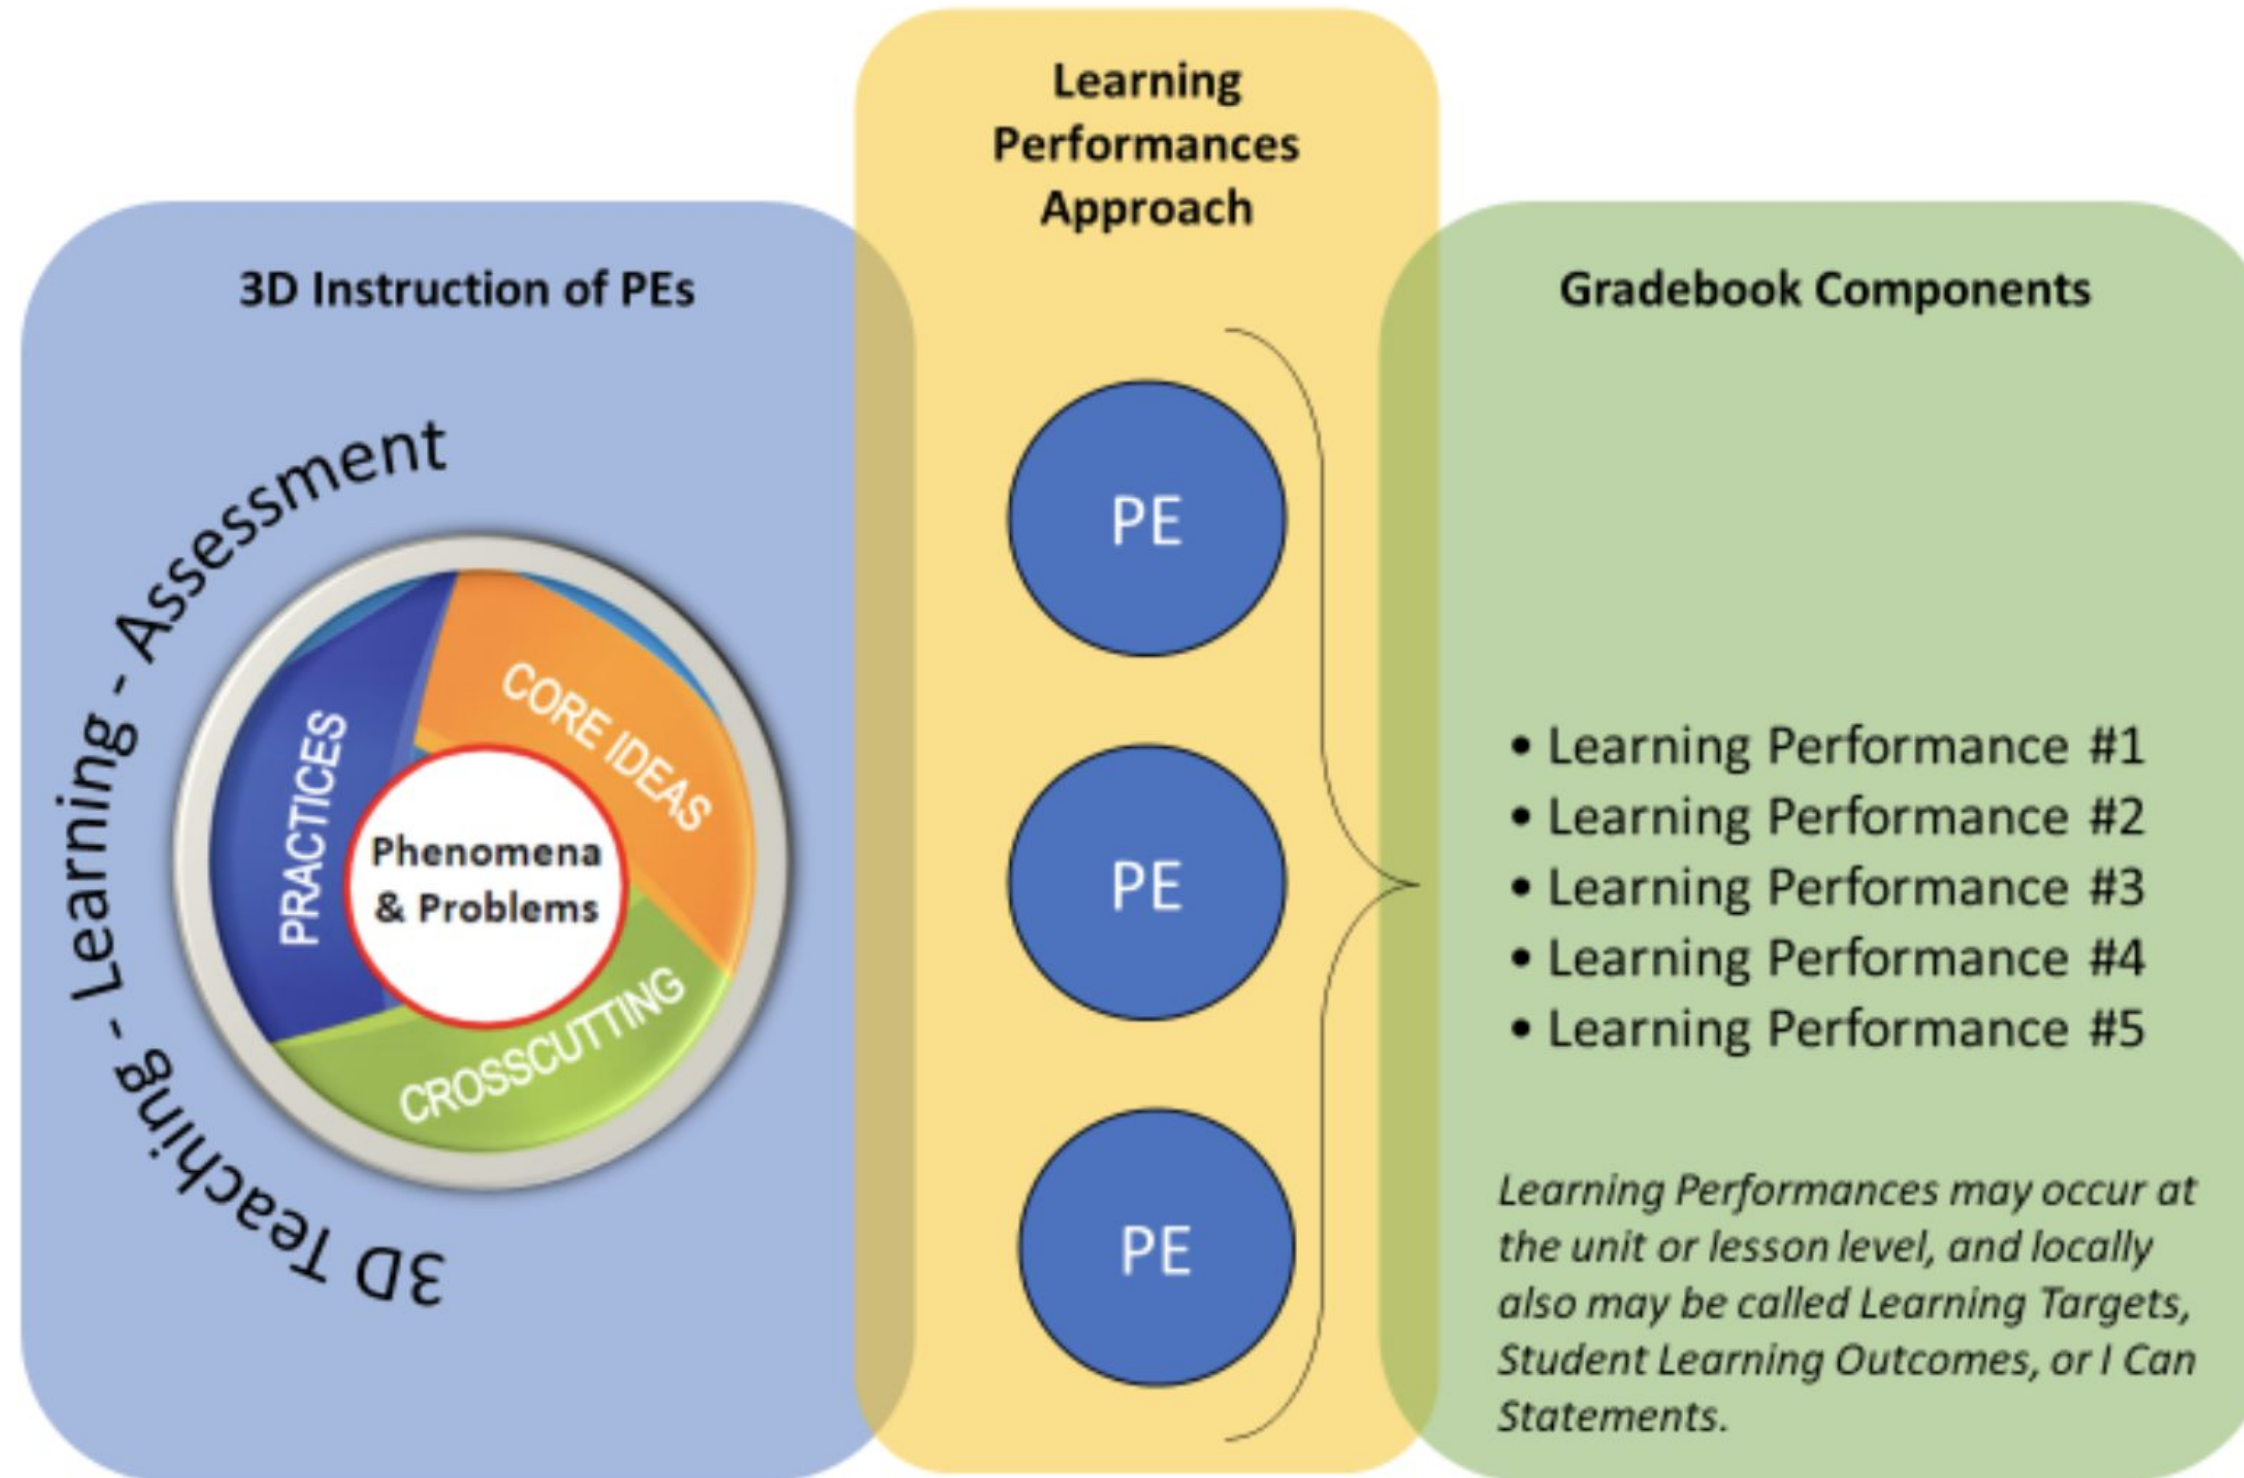 3D Instruction of PEs
3D Teaching - Learning - Assessment
PRACTICES
CORE IDEAS
CROSSCUTTING
Phenomena
& Problems
Learning
Performances
Approach
PE
PE
PE
Gradebook Components
• Learning Performance #1
• Learning Performance #2
• Learning Performance #3
• Learning Performance #4
• Learning Performance #5
Learning Performances may occur at
the unit or lesson level, and locally
also may be called Learning Targets,
Student Learning Outcomes, or I Can
Statements.